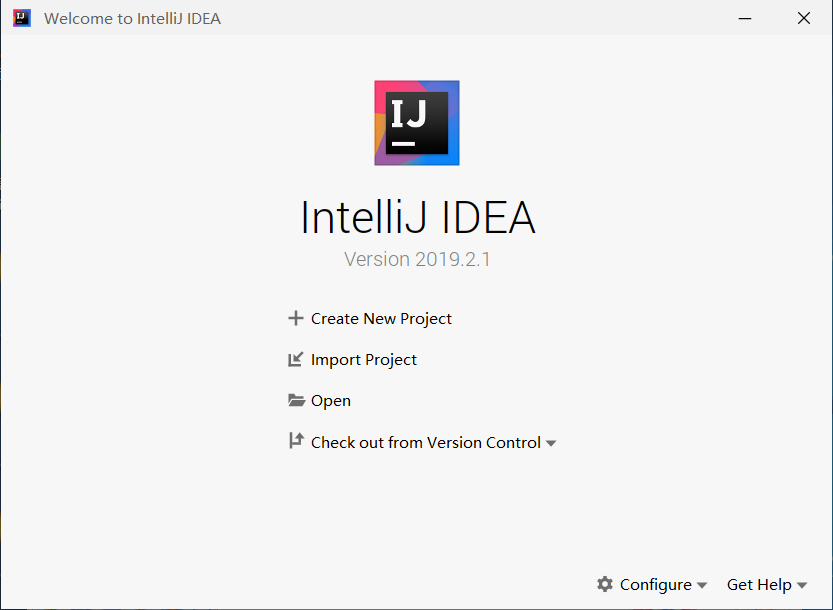 Welcome to IntelliJ IDEA
IJ
IntelliJ IDEA
Version 2019.2.1
Create New Project
Import Project
Open
Check out from Version Control
Configure
Get Help